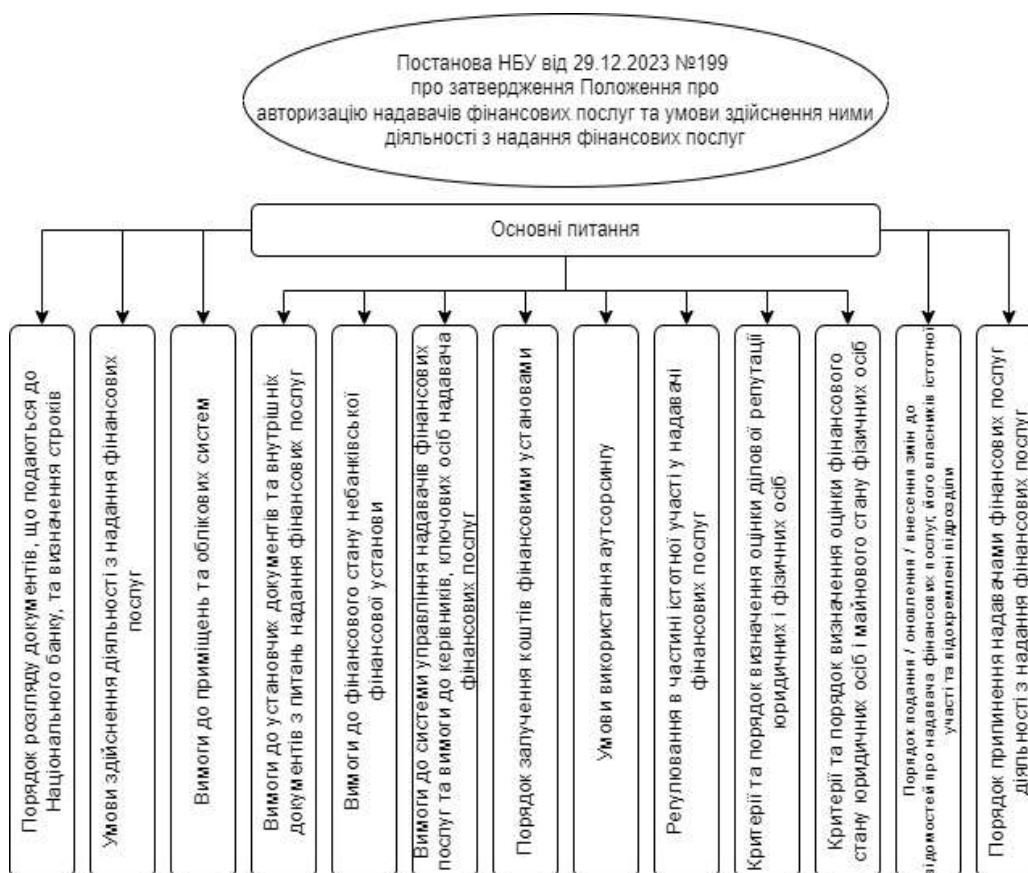 Постанова НБУ від 29.12.2023 №199
про затвердження Положення про
авторизацію надавачів фінансових послуг та умови здійснення ними
діяльності з надання фінансових послуг
Основні питання
Порядок розгляду документів, що подаються до
Національного банку, та визначення строків
Умови здійснення діяльності з надання фінансових
послуг
Вимоги до приміщень та облікових систем
Вимоги до установчих документів та внутрішніх
документів з питань надання фінансових послуг
Вимоги до фінансового стану небанківської
фінансової установи
Вимоги до системи управління надавачів фінансових
послуг та вимоги до керівників, ключових осіб надавача
фінансових послуг
Порядок залучення коштів фінансовими установами
Умови використання аутсорсингу
Регулювання в частині істотної участі у надавачі
фінансових послуг
Критерії та порядок визначення оцінки ділової репутації
юридичних і фізичних осіб
Критерії та порядок визначення оцінки фінансового
стану юридичних осіб і майнового стану фізичних осіб
Порядок подання / оновлення / внесення змін до
відомостей про надавача фінансових послуг, його власників істотної
участі та відокремлені підрозділи
Порядок припинення надавачами фінансових послуг
діяльності з надання фінансових послуг